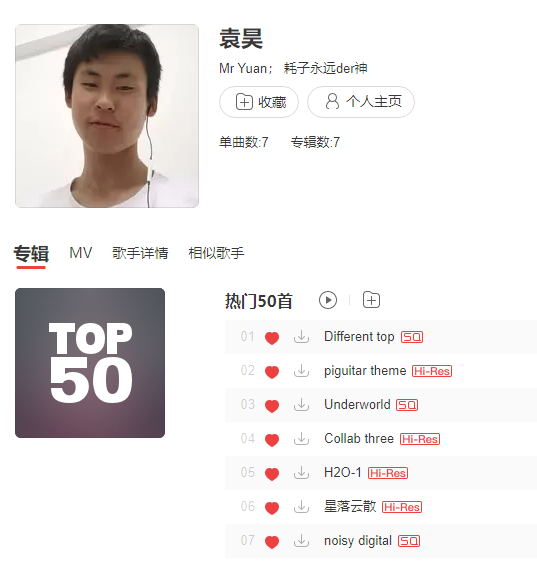 袁昊
Mr Yuan； 耗子永远der神
收藏 个人主页
单曲数:7 专辑数:7
专辑 MV 歌手详情 相似歌手
TOP
50
热门50首
01 Different top SQ
02 piguitar theme Hi-Res
03 Underworld SQ
04 Collab three Hi-Res
05 H2O-1 Hi-Res
06 星落云散 Hi-Res
07 noisy digital SQ